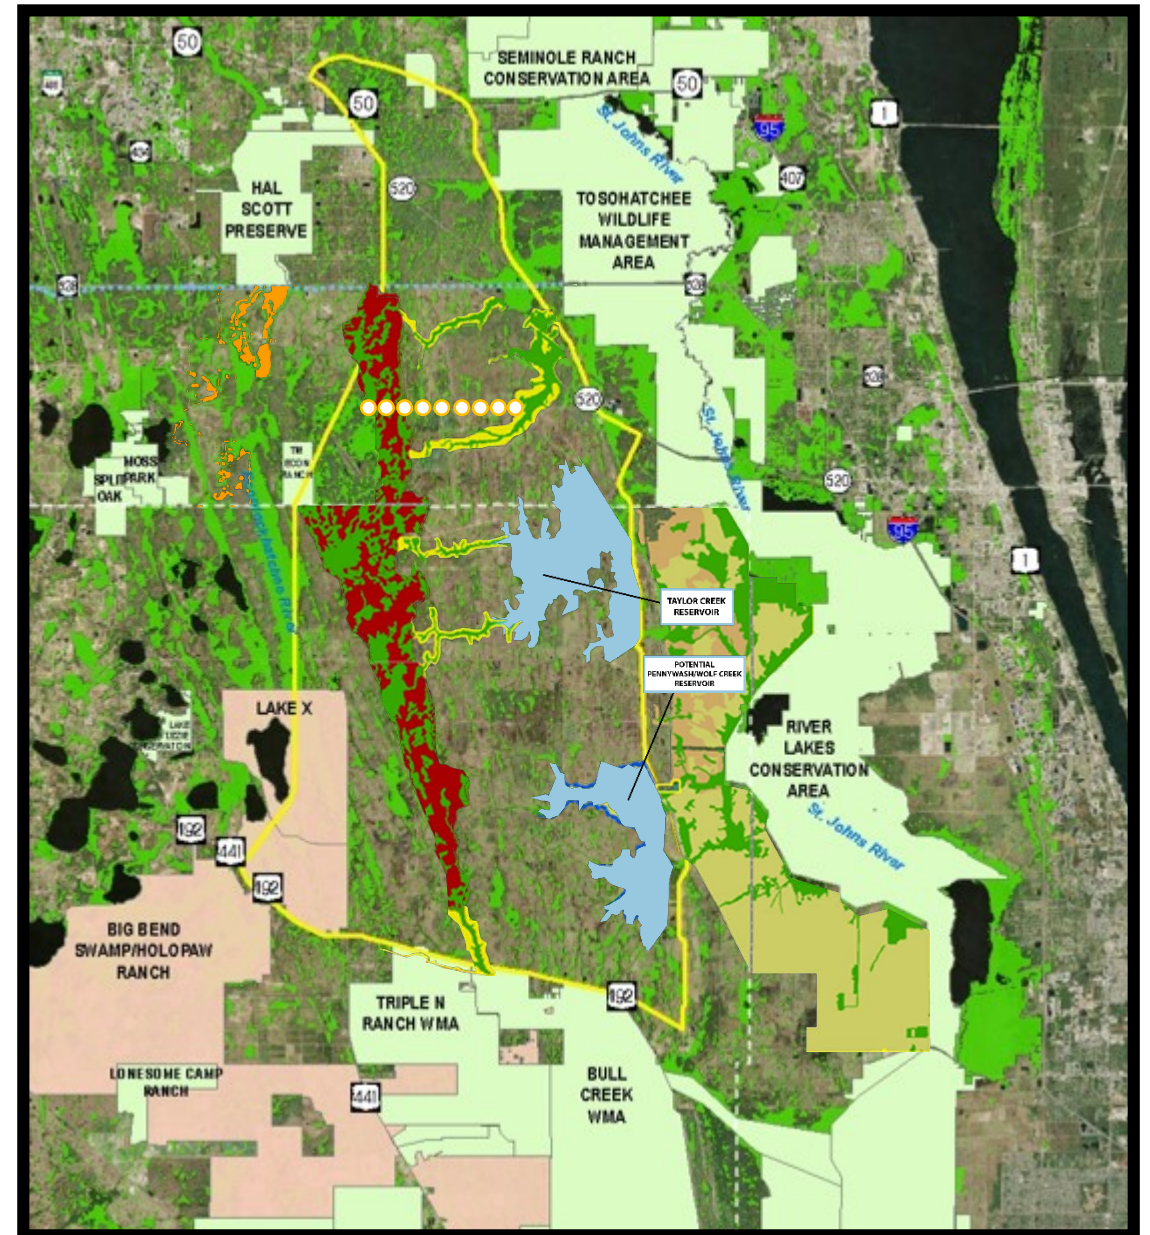 50
SEMINOLE RANCH
CONSERVATION AREA
50
50
1
95
St. Johns River
434
407
520
HAL
SCOTT
PRESERVE
TOSOHATCHEE
WILDLIFE
MANAGEMENT
AREA
528
528
520
St. Johns River
MOSS
PARK
SPLIT
OAK
520
95
1
TAYLOR CREEK
RESERVOIR
POTENTIAL
PENNYWASH/WOLF CREEK
RESERVOIR
LAKE X
RIVER
LAKES
CONSERVATION
AREA
St. Johns River
192
441
192
BIG BEND
SWAMP/HOLOPAW
RANCH
192
TRIPLE N
RANCH WMA
LONESOME CAMP
RANCH
441
BULL
CREEK
WMA